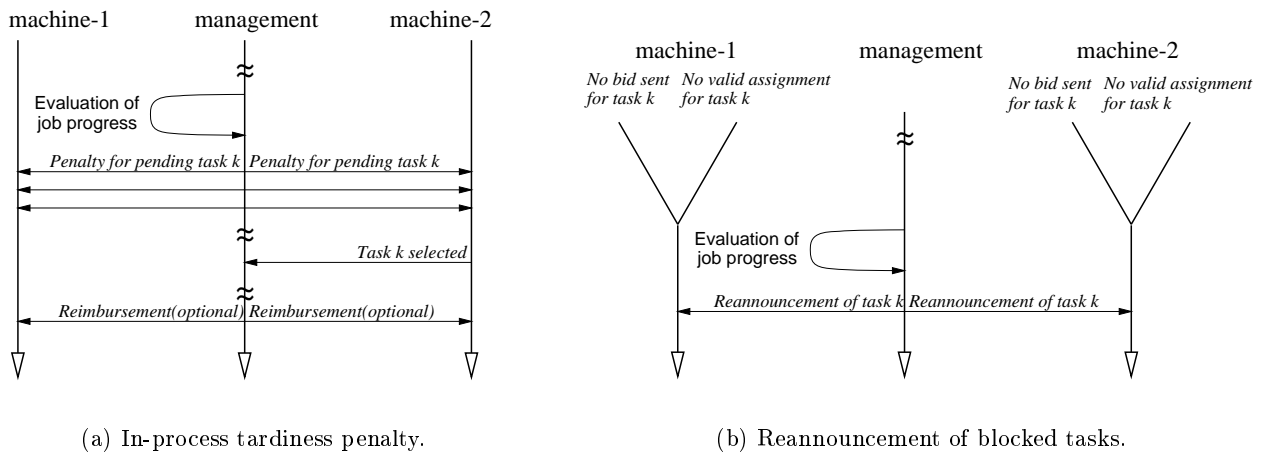 machine-1 management machine-2
Evaluation of
job progress
Penalty for pending task k Penalty for pending task k
Task k selected
Reimbursement(optional) Reimbursement(optional)
(a) In-process tardiness penalty.
machine-1 management machine-2
No bid sent No valid assignment No bid sent No valid assignment
for task k for task k for task k for task k
Evaluation of
job progress
Reannouncement of task k Reannouncement of task k
(b) Reannouncement of blocked tasks.